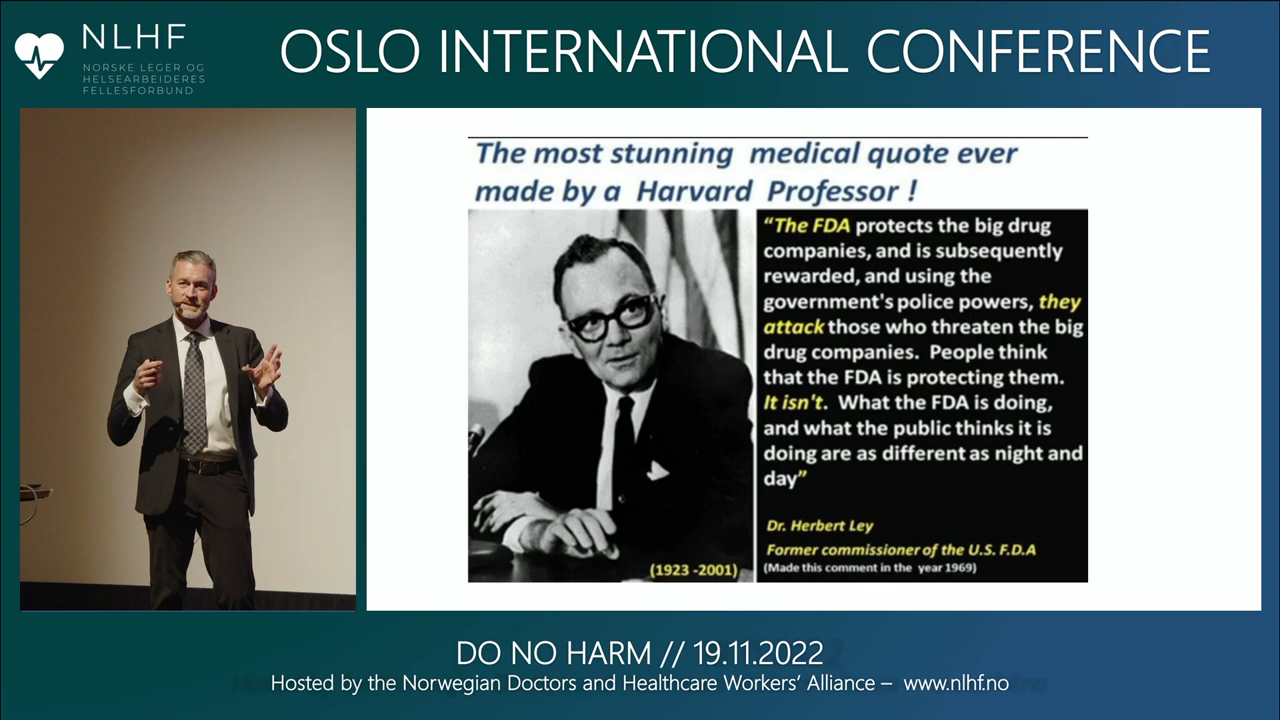 NLHF
NORSKE LEGER OG
HELSEARBEIDERES
FELLESFORBUND
OSLO INTERNATIONAL CONFERENCE
The most stunning medical quote ever
made by a Harvard Professor !
“The FDA protects the big drug
companies, and is subsequently
rewarded, and using the
government's police powers, they
attack those who threaten the big
drug companies. People think
that the FDA is protecting them.
It isn't. What the FDA is doing,
and what the public thinks it is
doing are as different as night and
day”
Dr. Herbert Ley
Former commissioner of the U.S. F.D.A
(Made this comment in the year 1969)
(1923 -2001)
DO NO HARM // 19.11.2022
Hosted by the Norwegian Doctors and Healthcare Workers’ Alliance – www.nlhf.no